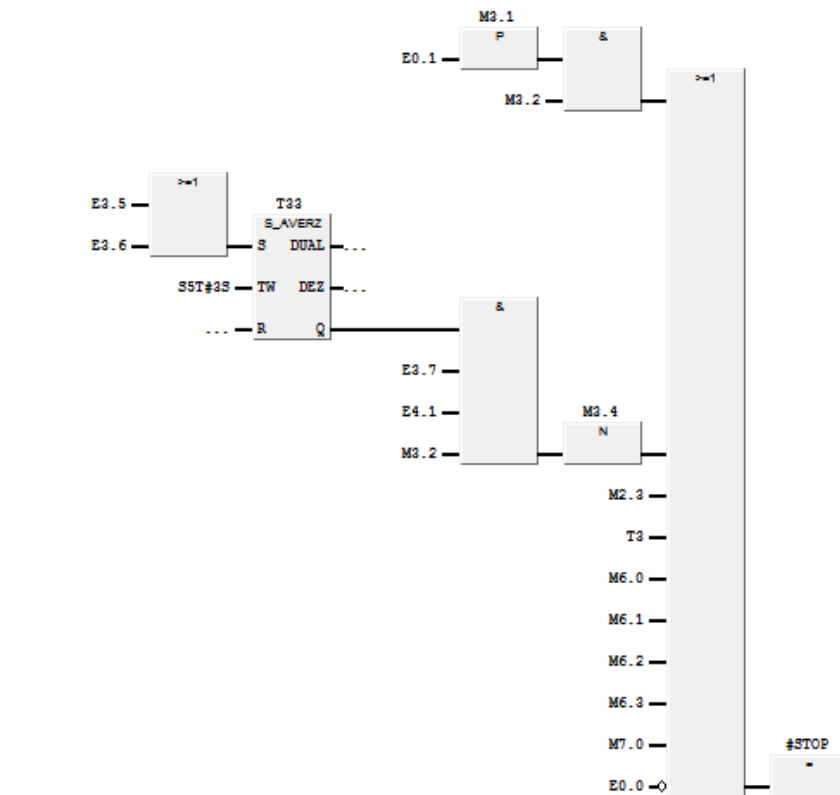 M3.1
P
&
E0.1
M3.2
>=1
>=1
E3.5
T33
S_AVERZ
E3.6
S DUAL ...
S5T#3S
TW DEZ ...
&
... R Q
E3.7
E4.1
M3.4
N
M3.2
M2.3
T3
M6.0
M6.1
M6.2
M6.3
M7.0
#STOP
=
E0.0